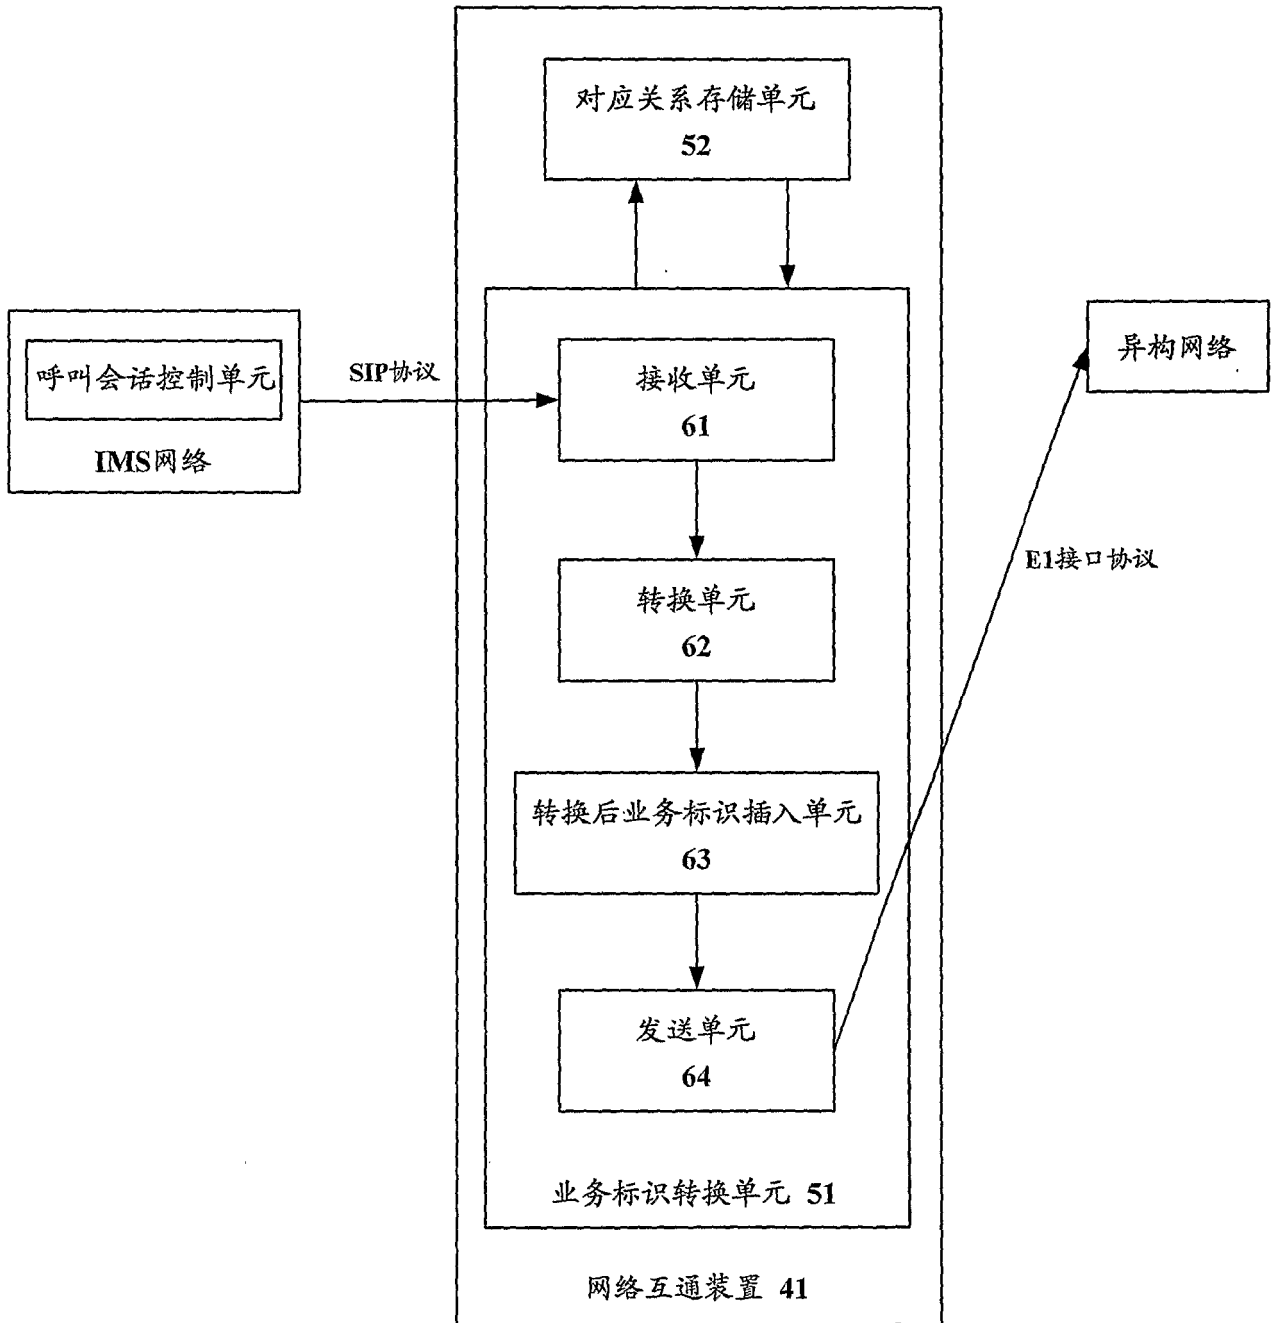 对应关系存储单元
52
呼叫会话控制单元
IMS网络
SIP协议
接收单元
61
异构网络
E1接口协议
转换单元
62
转换后业务标识插入单元
63
发送单元
64
业务标识转换单元 51
网络互通装置 41